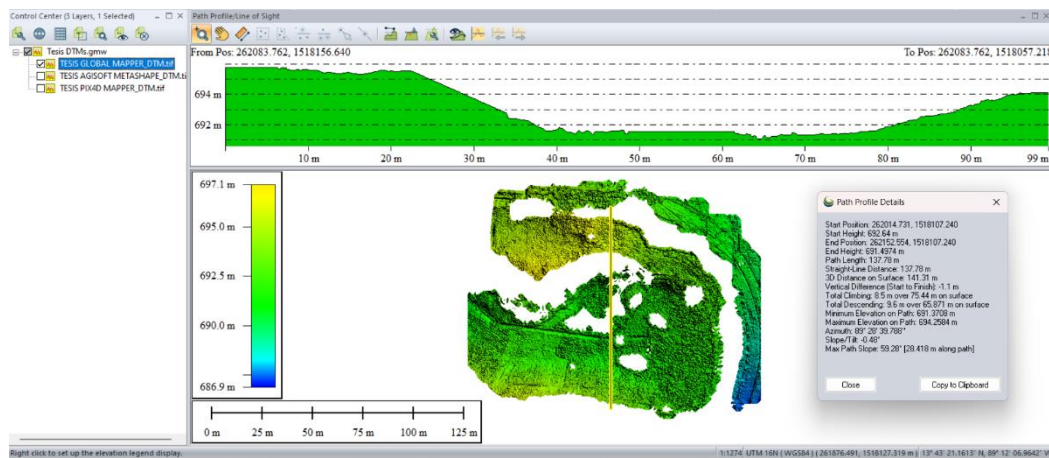 Control Center (3 Layers, 1 Selected)
Tesis DTMs.gmw
TESIS GLOBAL MAPPER_DTM.tif
TESIS AGISOFT METASHAPE_DTM.ti
TESIS PIX4D MAPPER_DTM.tif
Path Profile/Line of Sight
From Pos: 262083.762, 1518156.640
To Pos: 262083.762, 1518057.218
694 m
692 m
10 m 20 m 30 m 40 m 50 m 60 m 70 m 80 m 90 m 99 m
697.1 m
695.0 m
692.5 m
690.0 m
686.9 m
0 m 25 m 50 m 75 m 100 m 125 m
Path Profile Details
Start Position: 262014.731, 1518107.240
Start Height: 692.64 m
End Position: 262152.554, 1518107.240
End Height: 691.4974 m
Path Length: 137.78 m
Straight-Line Distance: 137.78 m
3D Distance on Surface: 141.31 m
Vertical Difference (Start to Finish): -1.1 m
Total Climbing: 8.5 m over 75.44 m on surface
Total Descending: 9.6 m over 65.871 m on surface
Minimum Elevation on Path: 691.3708 m
Maximum Elevation on Path: 694.2584 m
Azimuth: 89° 28' 39.788"
Slope/Tilt: -0.48°
Max Path Slope: 59.28° [28.418 m along path]
Close
Copy to Clipboard
Right click to set up the elevation legend display.
1:1274 UTM 16N ( WGS84 ) ( 261876.491, 1518127.319 m ) 13° 43' 21.1613" N, 89° 12' 06.9642" W